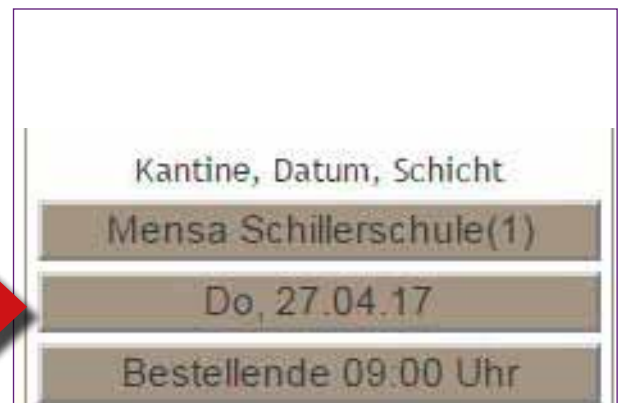 Kantine, Datum, Schicht
Mensa Schillerschule(1)
Do, 27.04.17
Bestellende 09:00 Uhr